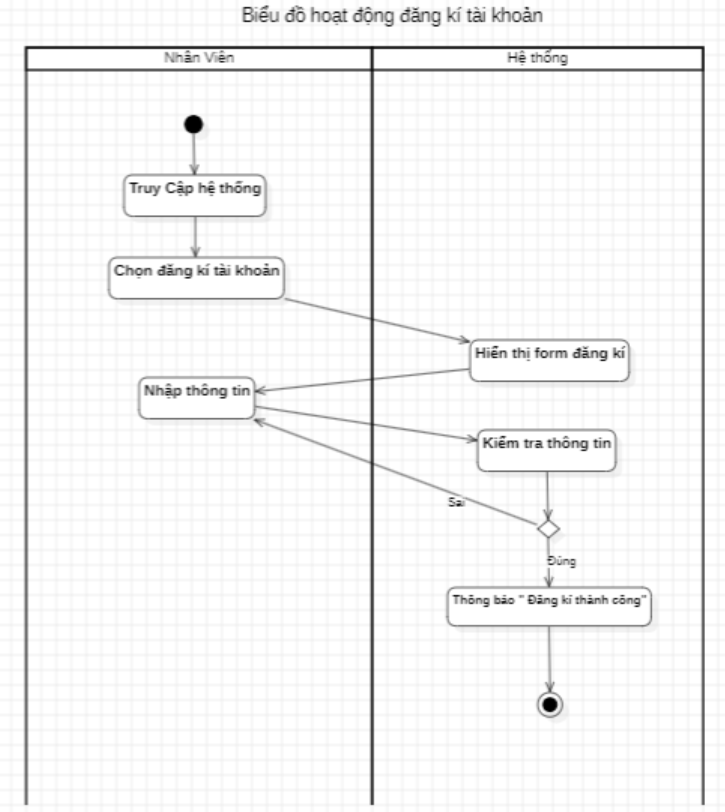 Biểu đồ hoạt động đăng kí tài khoản
Nhân Viên
Hệ thống
Truy Cập hệ thống
Chọn đăng kí tài khoản
Hiển thị form đăng kí
Nhập thông tin
Kiểm tra thông tin
Sai
Đúng
Thông báo " Đăng kí thành công"